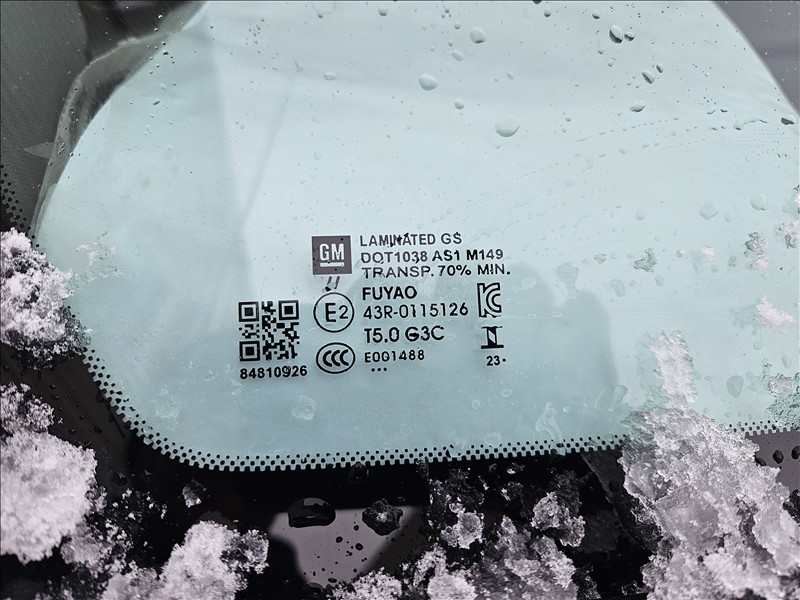 GM
LAMINATED GS
DOT1038 AS1 M149
TRANSP. 70% MIN.
FUYAO
E2
43R-0115126
T5.0 G3C
CCC
E001488
84810926
23